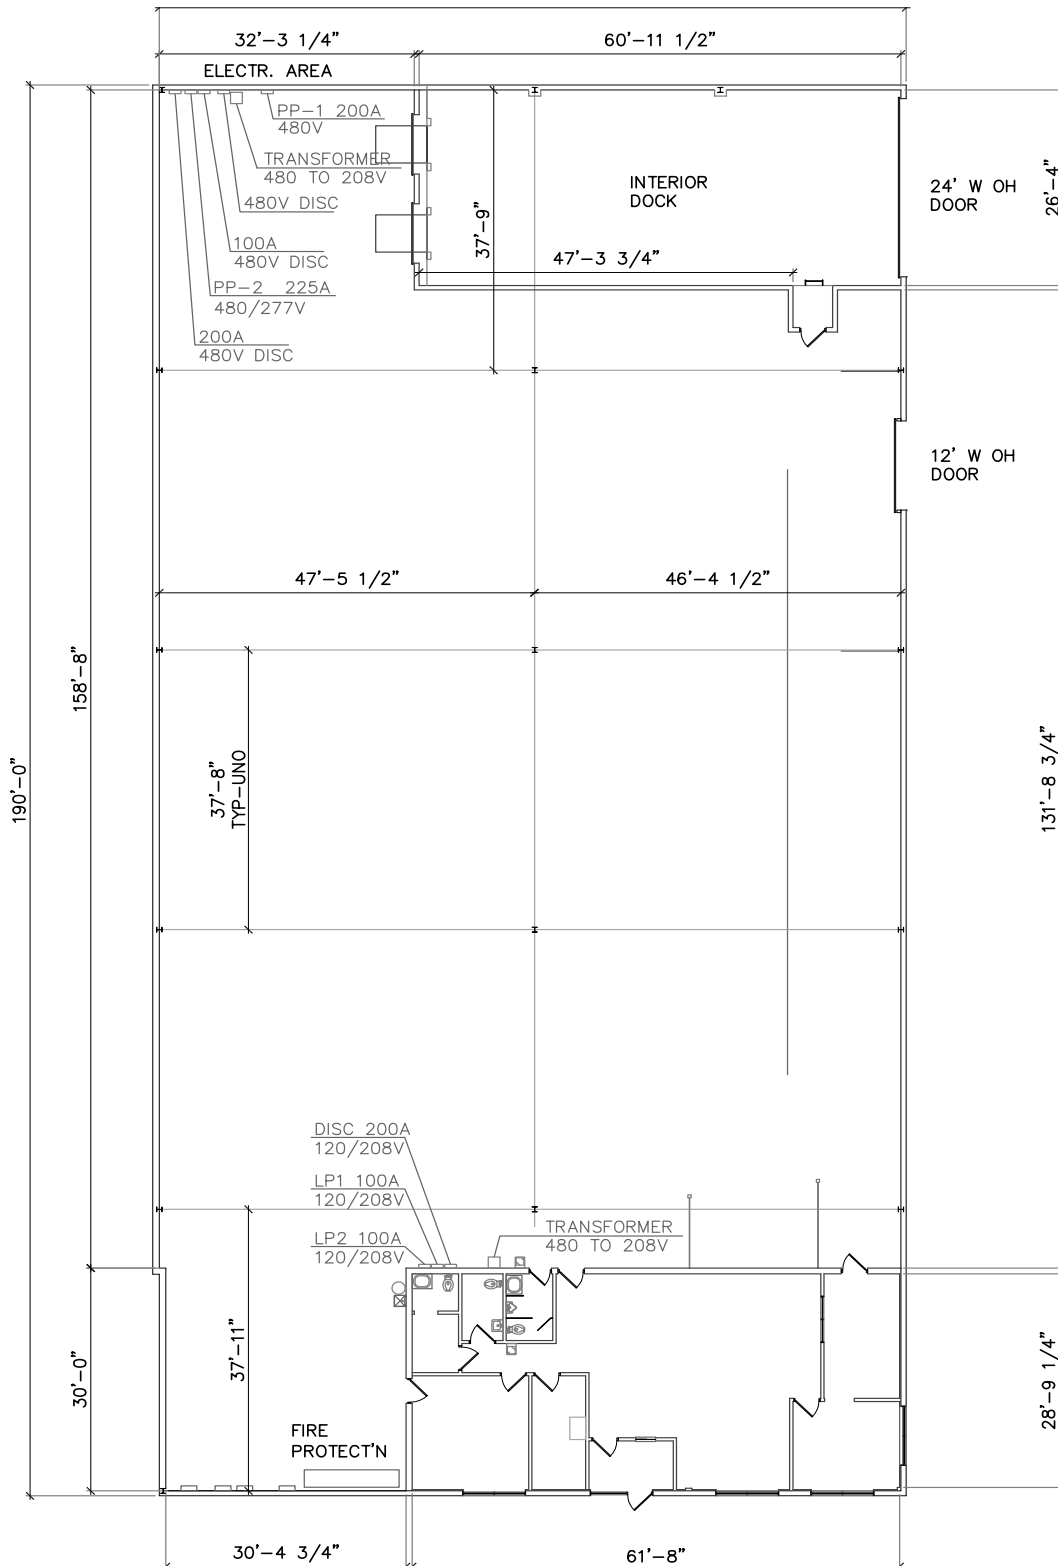 32'-3 1/4"
60'-11 1/2"
ELECTR. AREA
PP-1 200A
480V
TRANSFORMER
480 TO 208V
480V DISC
100A
480V DISC
PP-2 225A
480/277V
200A
480V DISC
37'-9"
INTERIOR
DOCK
47'-3 3/4"
24' W OH
DOOR
26'-4"
12' W OH
DOOR
47'-5 1/2"
46'-4 1/2"
158'-8"
190'-0"
37'-8"
TYP-UNO
131'-8 3/4"
DISC 200A
120/208V
LP1 100A
120/208V
LP2 100A
120/208V
TRANSFORMER
480 TO 208V
30'-0"
37'-11"
28'-9 1/4"
FIRE
PROTECT'N
30'-4 3/4"
61'-8"